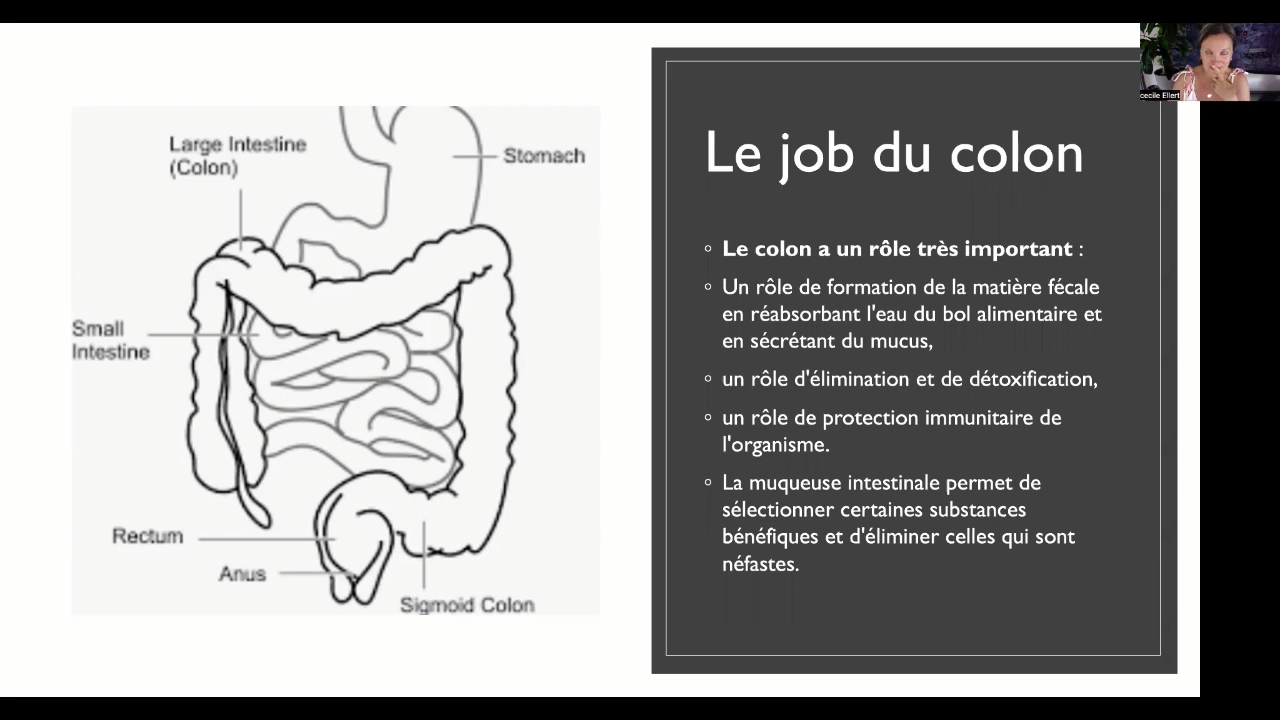 cecile Ellert
Large Intestine
(Colon)
Stomach
Small
Intestine
Rectum
Anus
Sigmoid Colon
Le job du colon
Le colon a un rôle très important :
Un rôle de formation de la matière fécale
en réabsorbant l'eau du bol alimentaire et
en sécrétant du mucus,
un rôle d'élimination et de détoxification,
un rôle de protection immunitaire de
l'organisme.
La muqueuse intestinale permet de
sélectionner certaines substances
bénéfiques et d'éliminer celles qui sont
néfastes.